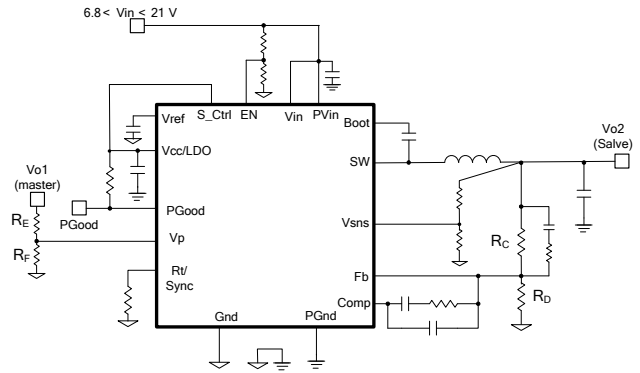 6.8 < Vin < 21 V
S_Ctrl EN Vin PVin
Vref
Boot
Vo2
(Salve)
Vcc/LDO
SW
Vo1
(master)
PGood
PGood
Vsns
RE
RC
Vp
RF
Rt/
Sync
Fb
RD
Comp
Gnd
PGnd